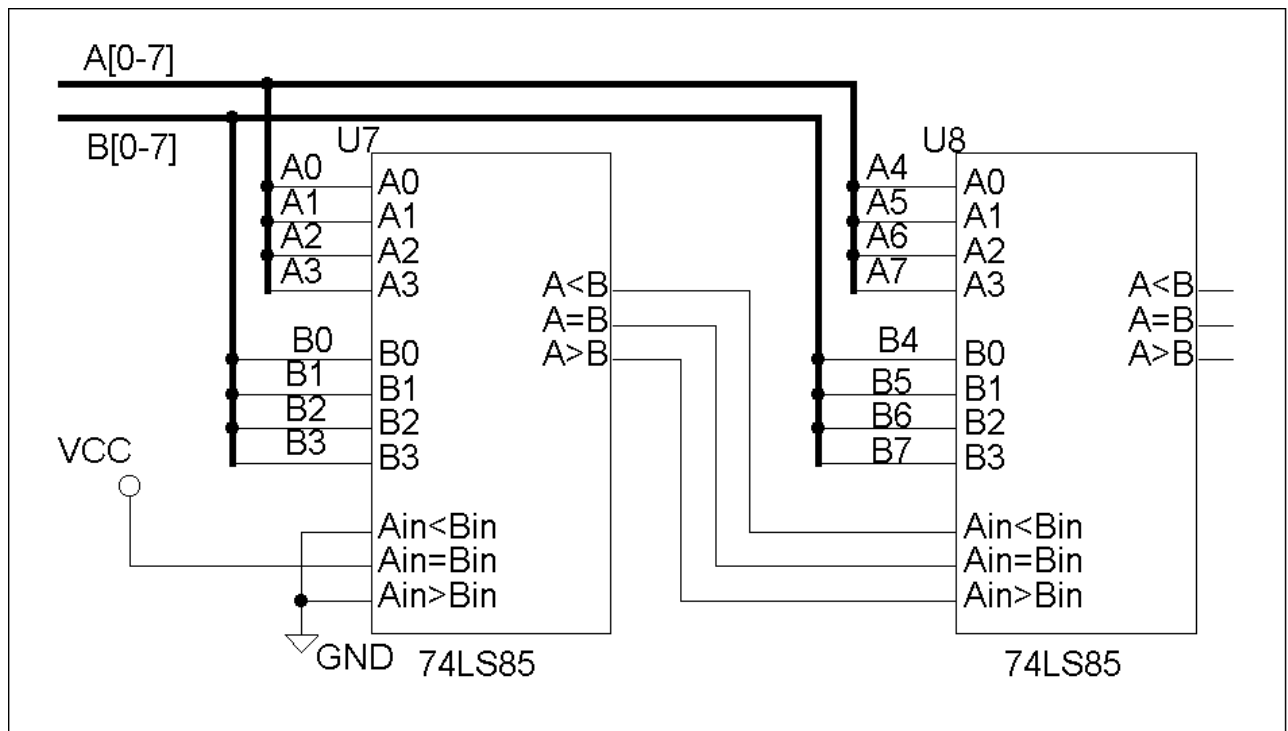 A[0-7]
B[0-7]
U7
A0
A1
A2
A3
B0
B1
B2
B3
A0
A1
A2
A3
B0
B1
B2
B3
A<B
A=B
A>B
Ain<Bin
Ain=Bin
Ain>Bin
VCC
GND
74LS85
U8
A4
A5
A6
A7
B4
B5
B6
B7
A0
A1
A2
A3
B0
B1
B2
B3
A<B
A=B
A>B
Ain<Bin
Ain=Bin
Ain>Bin
74LS85